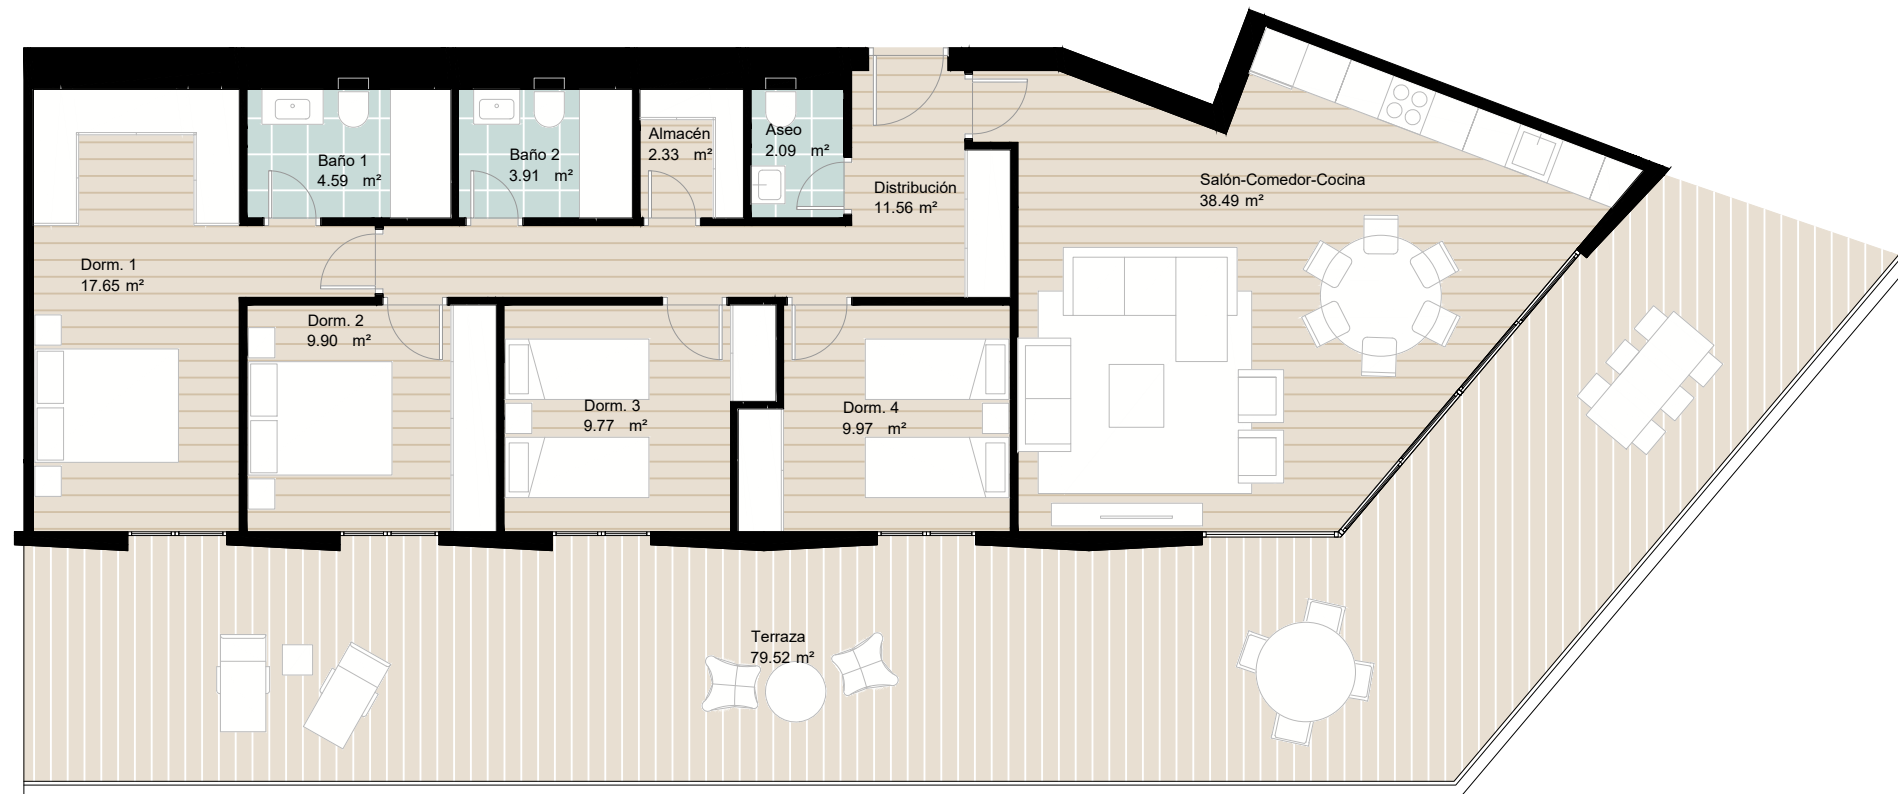 Baño 1
4.59 m²
Baño 2
3.91 m²
Almacén
2.33 m²
Aseo
2.09 m²
Distribución
11.56 m²
Salón-Comedor-Cocina
38.49 m²
Dorm. 1
17.65 m²
Dorm. 2
9.90 m²
Dorm. 3
9.77 m²
Dorm. 4
9.97 m²
Terraza
79.52 m²